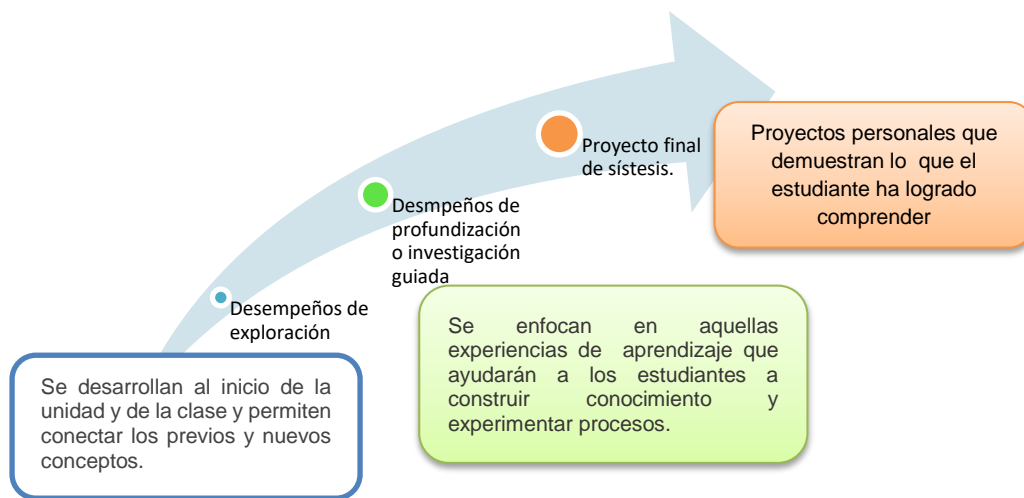 Desempeños de
exploración
Se desarrollan al inicio de la
unidad y de la clase y permiten
conectar los previos y nuevos
conceptos.
Desmpeños de
profundización
o investigación
guiada
Se enfocan en aquellas
experiencias de aprendizaje que
ayudarán a los estudiantes a
construir conocimiento y
experimentar procesos.
Proyecto final
de sístesis.
Proyectos personales que
demuestran lo que el
estudiante ha logrado
comprender